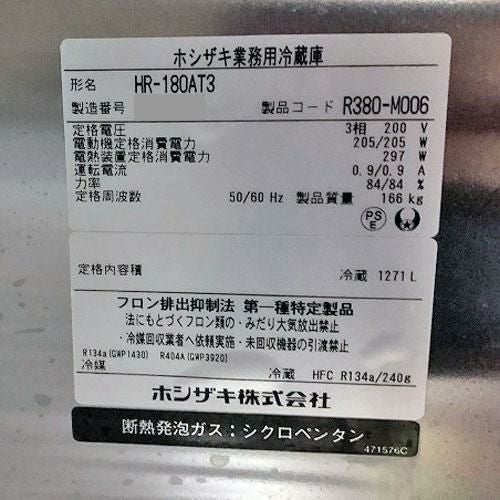 ホシザキ業務用冷蔵庫
形名 HR-180AT3
製造番号 製品コード R380-M006
定格電圧 3相 200 V
電動機定格消費電力 205/205 W
電熱装置定格消費電力 297 W
運転電流 0.9/0.9 A
力率 84/84 %
定格周波数 50/60 Hz 製品質量 166 kg
PSE
定格内容積 冷蔵 1271 L
フロン排出抑制法 第一種特定製品
法にもとづくフロン類の・みだり大気放出禁止
・冷媒回収業者へ依頼実施・未回収機器の引渡禁止
R134a(GWP1430) R404A(GWP3920)
冷媒 冷蔵 HFC R134a/240g
ホシザキ株式会社
断熱発泡ガス：シクロペンタン
471576C